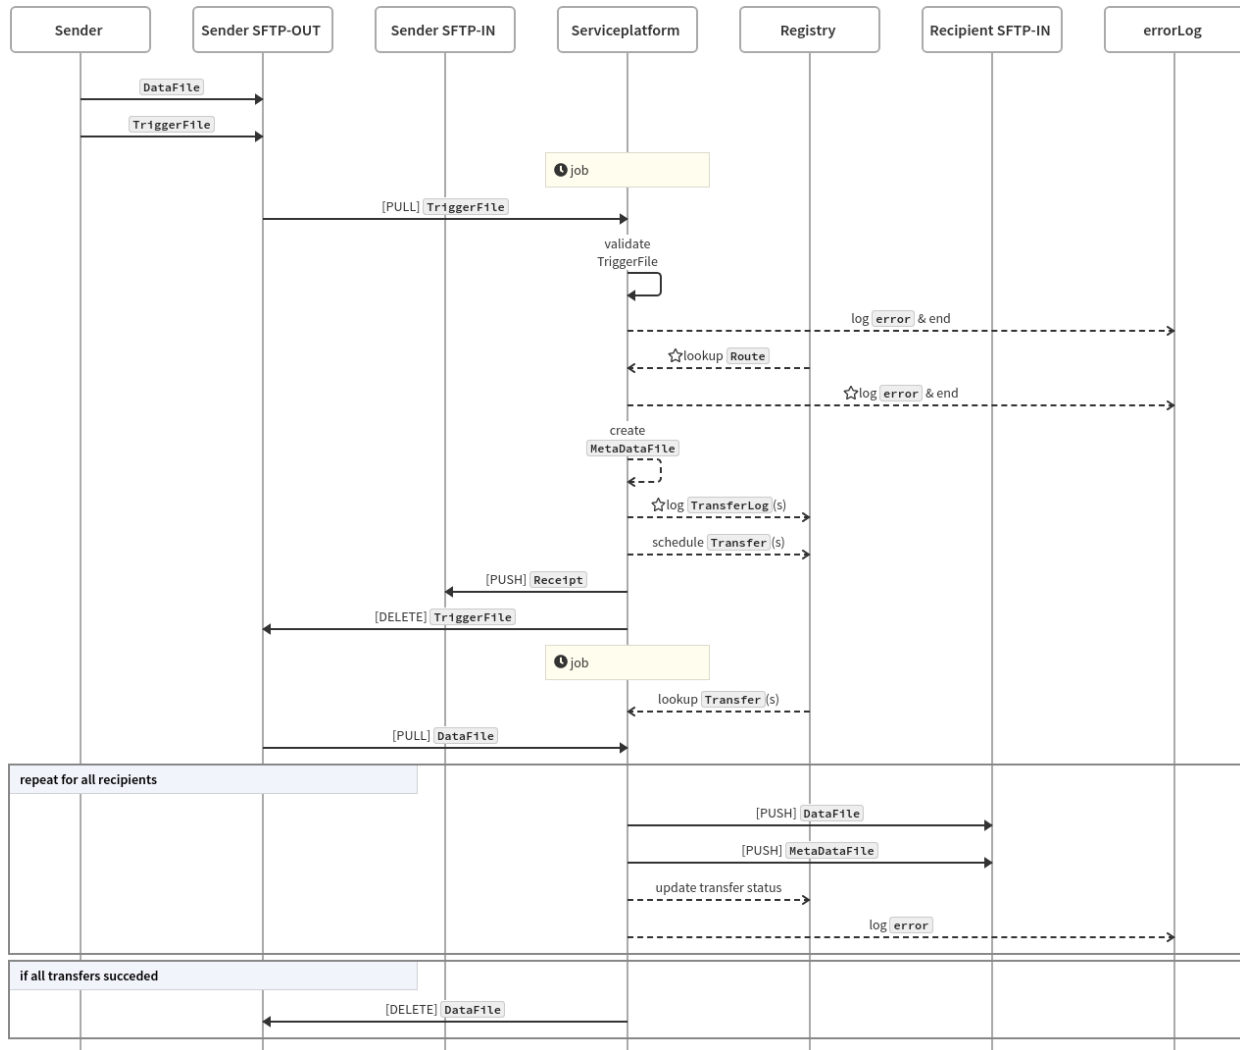 Sender
Sender SFTP-OUT
Sender SFTP-IN
Serviceplatform
Registry
Recipient SFTP-IN
errorLog
DataFile
TriggerFile
job
[PULL] TriggerFile
validate
TriggerFile
log error & end
lookup Route
log error & end
create
MetaDataFile
log TransferLog(s)
schedule Transfer(s)
[PUSH] Receipt
[DELETE] TriggerFile
job
lookup Transfer(s)
[PULL] DataFile
repeat for all recipients
[PUSH] DataFile
[PUSH] MetaDataFile
update transfer status
log error
if all transfers succeded
[DELETE] DataFile